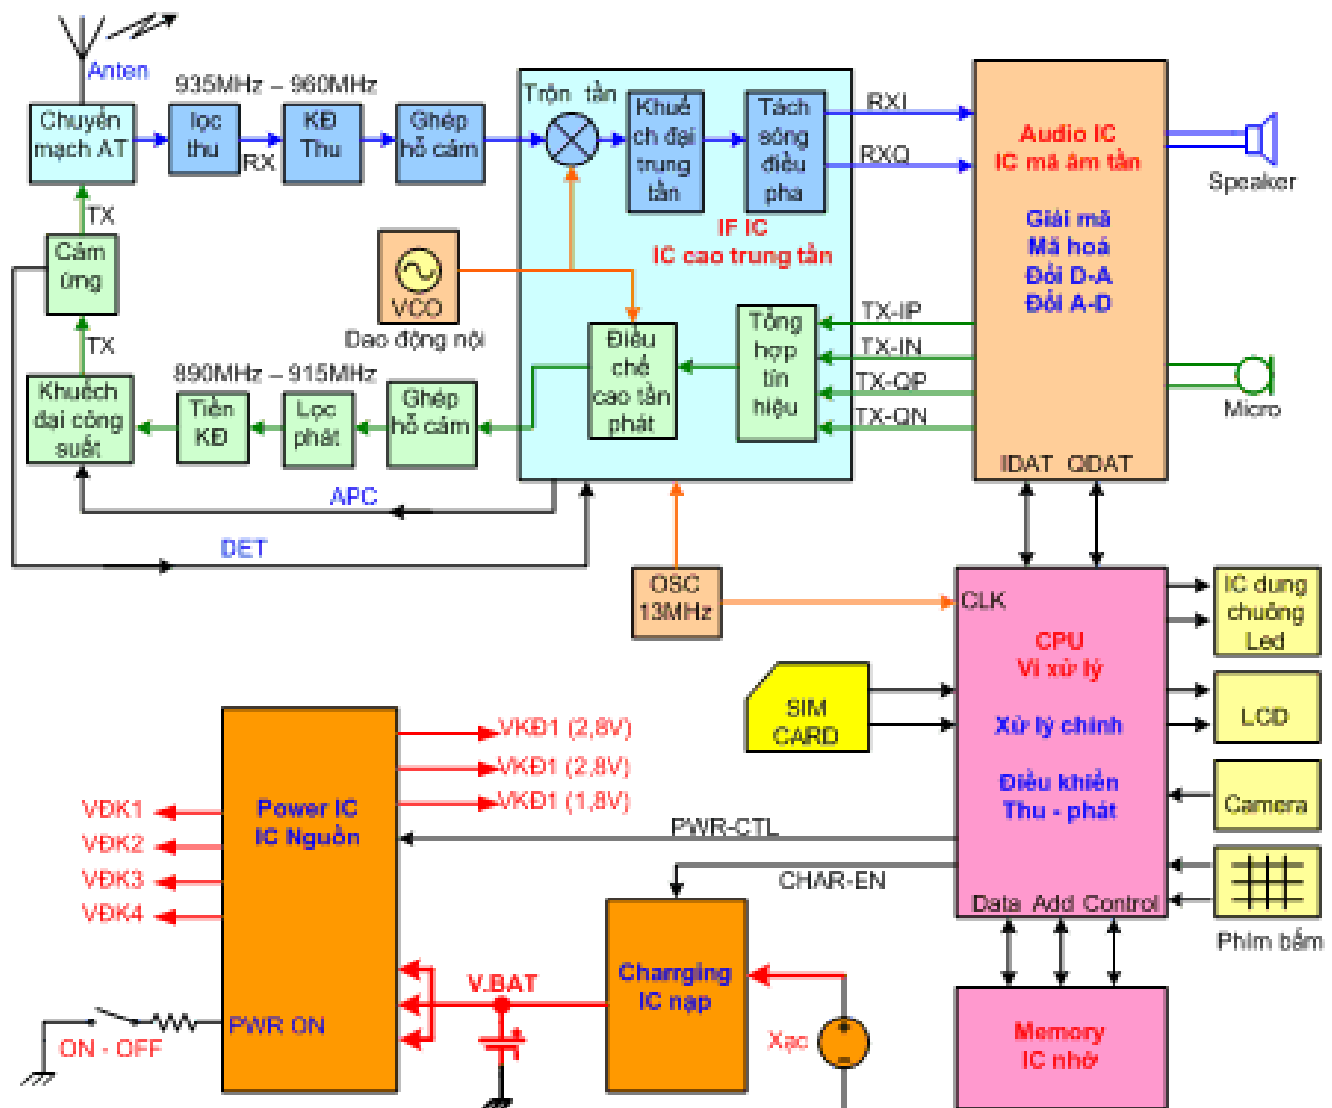 Anten
935MHz – 960MHz
Chuyển
mạch AT
lọc
thu
RX
KĐ
Thu
Ghép
hỗ cảm
Trộn tần
Khuế
ch đại
trung
tần
Tách
sóng
điều
pha
RXI
RXQ
IF IC
IC cao trung tần
Audio IC
IC mã âm tần
Giải mã
Mã hoá
Đổi D-A
Đổi A-D
Speaker
Micro
TX
Cảm
ứng
TX
VCO
Dao động nội
890MHz – 915MHz
Khuếch
đại công
suất
Tiền
KĐ
Lọc
phát
Ghép
hỗ cảm
Điều
chế
cao tần
phát
Tổng
hợp
tín
hiệu
TX-IP
TX-IN
TX-QP
TX-QN
IDAT QDAT
APC
DET
OSC
13MHz
CLK
CPU
Vi xử lý
Xử lý chính
Điều khiển
Thu - phát
Data Add Control
IC dung
chuông
Led
LCD
Camera
Phím bấm
SIM
CARD
VKĐ1 (2,8V)
VKĐ1 (2,8V)
VKĐ1 (1,8V)
Power IC
IC Nguồn
VĐK1
VĐK2
VĐK3
VĐK4
PWR-CTL
CHAR-EN
PWR ON
ON - OFF
V.BAT
Charrging
IC nạp
Xạc
Memory
IC nhớ